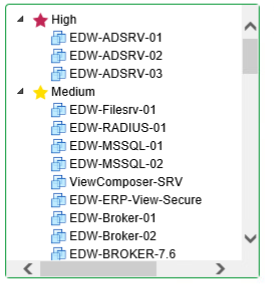 High
EDW-ADSRV-01
EDW-ADSRV-02
EDW-ADSRV-03
Medium
EDW-Filesrv-01
EDW-RADIUS-01
EDW-MSSQL-01
EDW-MSSQL-02
ViewComposer-SRV
EDW-ERP-View-Secure
EDW-Broker-01
EDW-Broker-02
EDW-BROKER-7.6